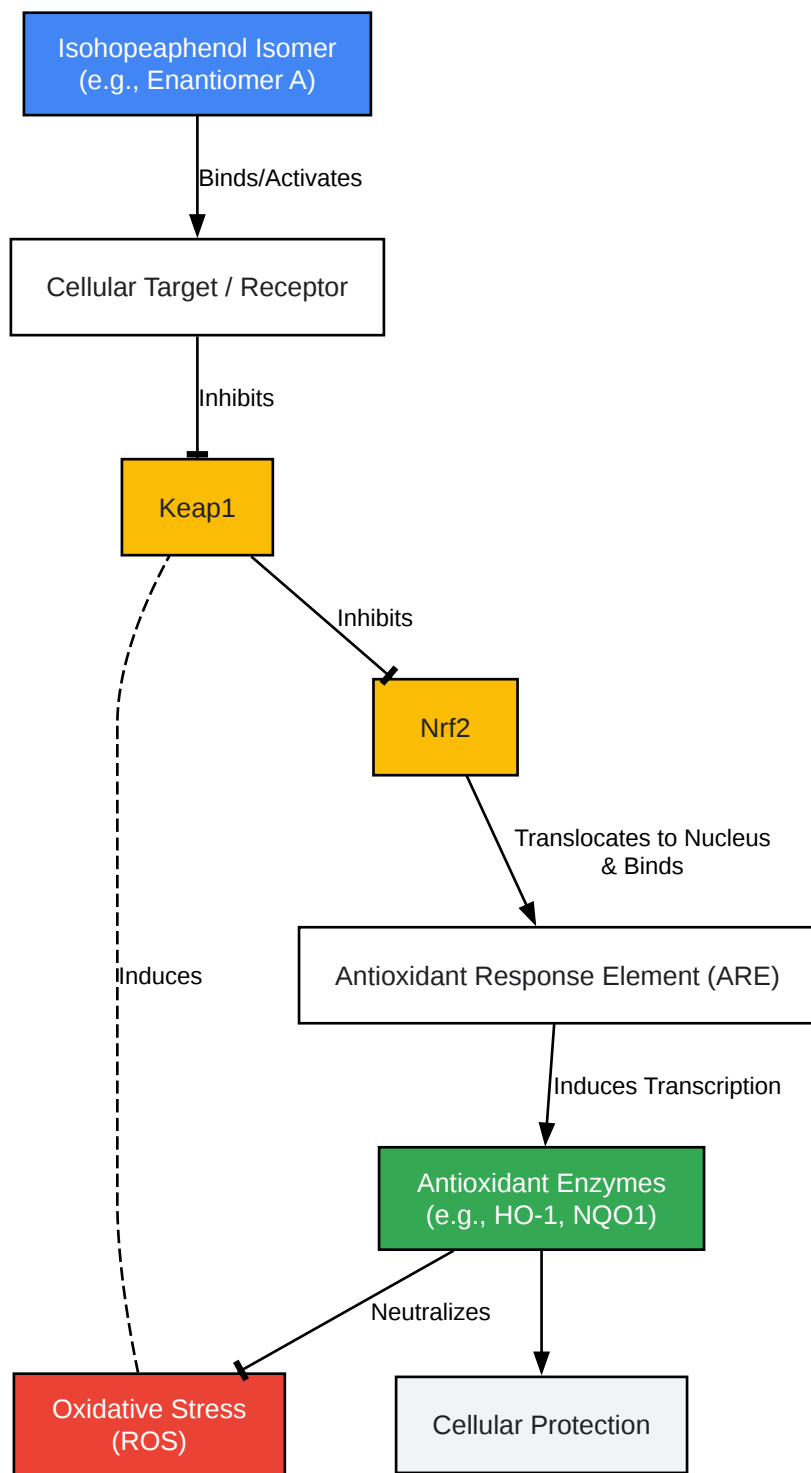 Isohopeaphenol Isomer
(e.g., Enantiomer A)
Binds/Activates
Cellular Target / Receptor
Inhibits
Keap1
Inhibits
Nrf2
Translocates to Nucleus
& Binds
Antioxidant Response Element (ARE)
Induces
Induces Transcription
Antioxidant Enzymes
(e.g., HO-1, NQO1)
Neutralizes
Oxidative Stress
(ROS)
Cellular Protection